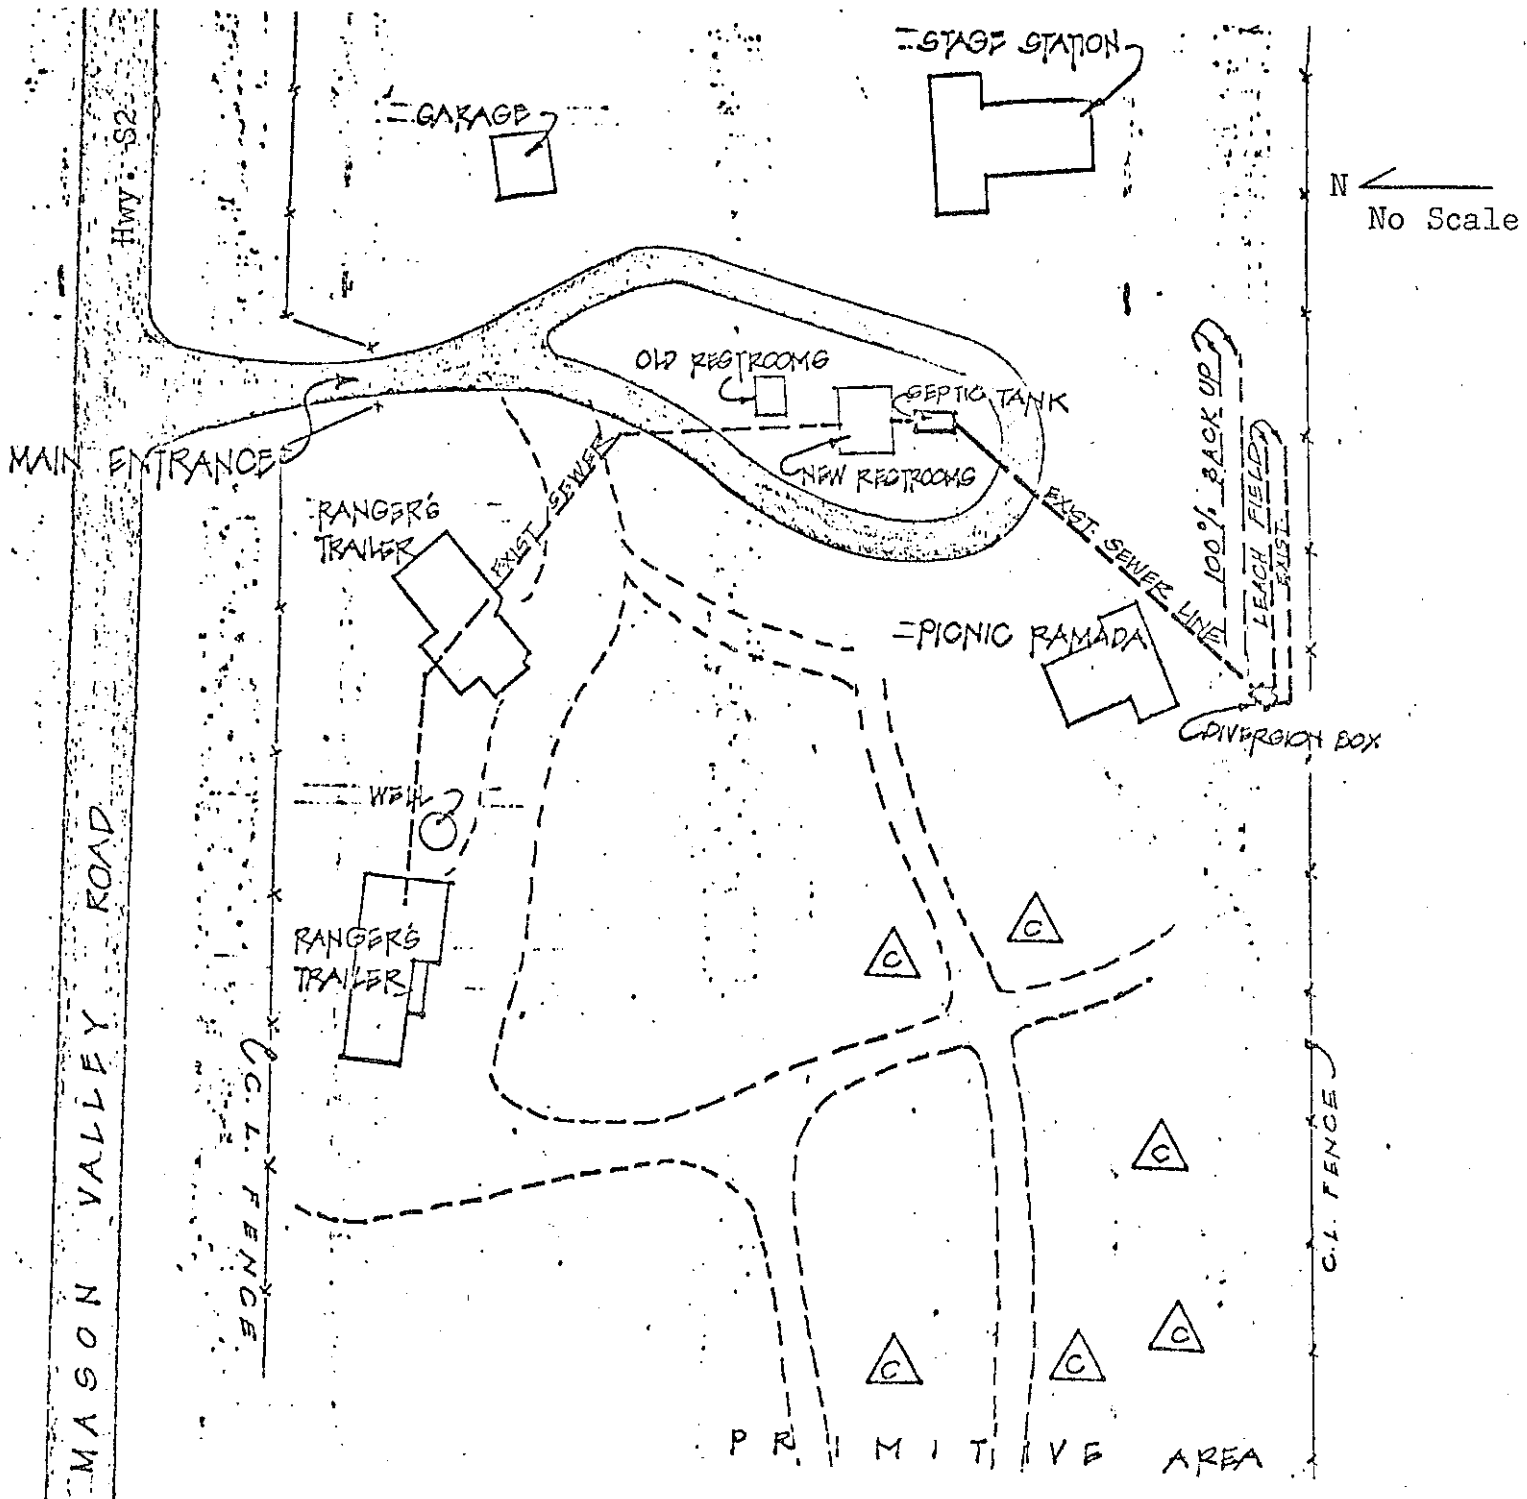 STAGE STATION
GARAGE
Hwy. S2
N
No Scale
OLD RESTROOMS
SEPTIC TANK
NEW RESTROOMS
MAIN ENTRANCE
RANGER'S
TRAILER
EXIST SEWER
EXIST. SEWER LINE
100% BACK UP
LEACH FIELD
EXIST.
PICNIC RAMADA
DIVERSION BOX
WELL
RANGER'S
TRAILER
C
C
C
C
C
C
C.L. FENCE
C.L. FENCE
MASON VALLEY ROAD
PRIMITIVE AREA